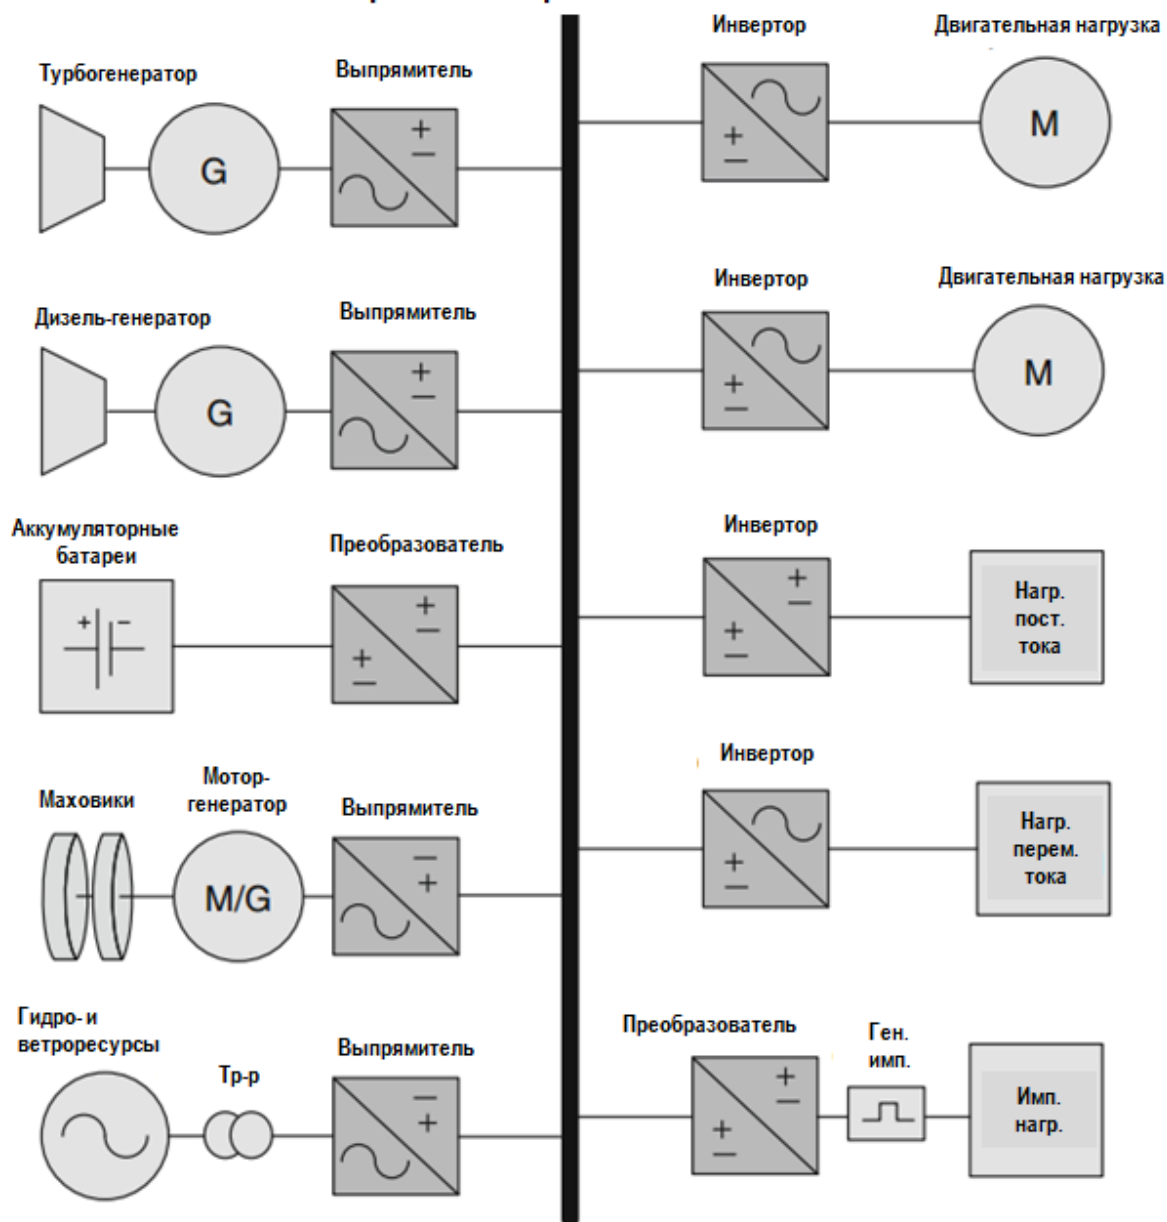 Турбогенератор
Выпрямитель
G
+
−
Дизель-генератор
Выпрямитель
G
+
−
Аккумуляторные
батареи
Преобразователь
+ −
+
−
+
−
Маховики
Мотор-
генератор
Выпрямитель
M/G
−
+
Гидро- и
ветроресурсы
Тр-р
Выпрямитель
−
+
Инвертор
Двигательная нагрузка
+
−
M
Инвертор
Двигательная нагрузка
+
−
M
Инвертор
+
−
+
−
Нагр.
пост.
тока
Инвертор
+
−
Нагр.
перем.
тока
Преобразователь
Ген.
имп.
+
−
+
−
Имп.
нагр.